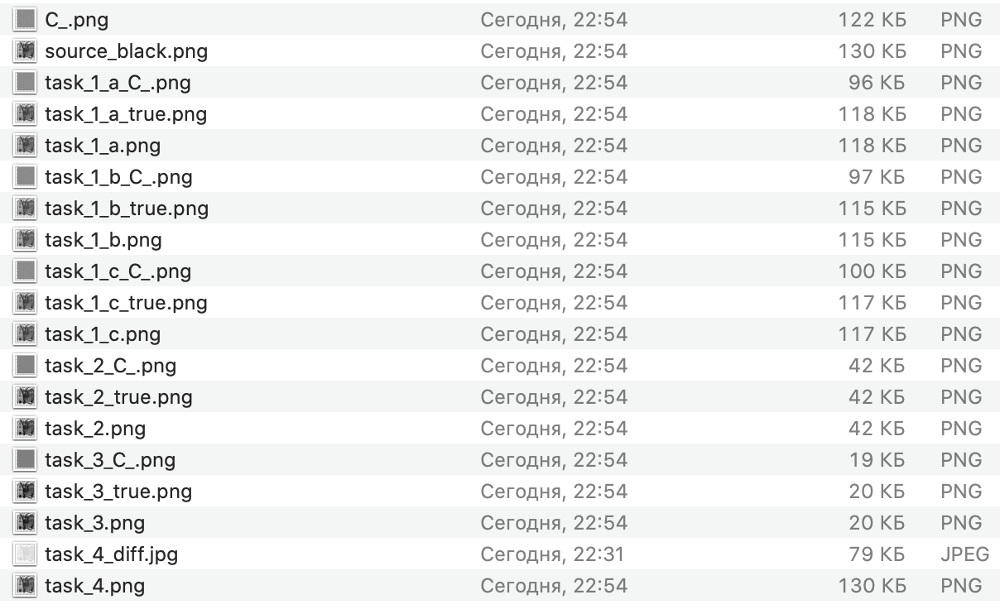 C_.png Сегодня, 22:54 122 КБ PNG
source_black.png Сегодня, 22:54 130 КБ PNG
task_1_a_C_.png Сегодня, 22:54 96 КБ PNG
task_1_a_true.png Сегодня, 22:54 118 КБ PNG
task_1_a.png Сегодня, 22:54 118 КБ PNG
task_1_b_C_.png Сегодня, 22:54 97 КБ PNG
task_1_b_true.png Сегодня, 22:54 115 КБ PNG
task_1_b.png Сегодня, 22:54 115 КБ PNG
task_1_c_C_.png Сегодня, 22:54 100 КБ PNG
task_1_c_true.png Сегодня, 22:54 117 КБ PNG
task_1_c.png Сегодня, 22:54 117 КБ PNG
task_2_C_.png Сегодня, 22:54 42 КБ PNG
task_2_true.png Сегодня, 22:54 42 КБ PNG
task_2.png Сегодня, 22:54 42 КБ PNG
task_3_C_.png Сегодня, 22:54 19 КБ PNG
task_3_true.png Сегодня, 22:54 20 КБ PNG
task_3.png Сегодня, 22:54 20 КБ PNG
task_4_diff.jpg Сегодня, 22:31 79 КБ JPEG
task_4.png Сегодня, 22:54 130 КБ PNG